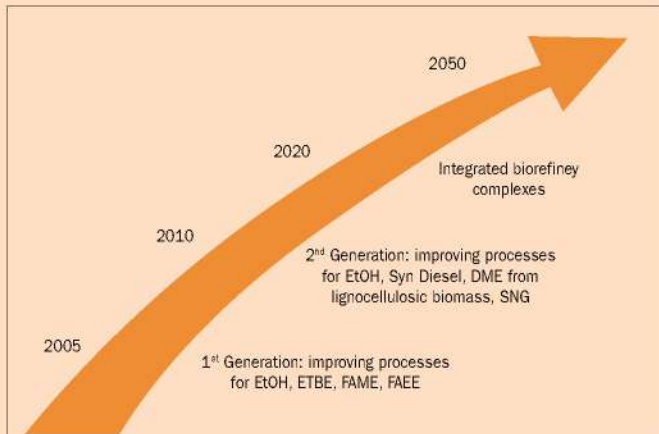 2050
2020
Integrated biorefiney
complexes
2010
2nd Generation: improving processes
for EtOH, Syn Diesel, DME from
lignocellulosic biomass, SNG
2005
1st Generation: improving processes
for EtOH, ETBE, FAME, FAEE